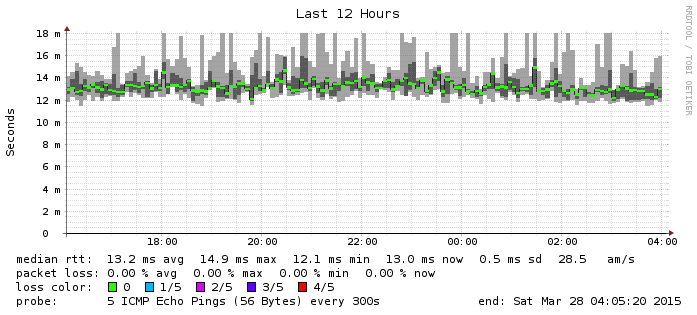 Last 12 Hours
RRDTOOL / TOBI OETIKER
Seconds
18 m
16 m
14 m
12 m
10 m
8 m
6 m
4 m
2 m
0
18:00 20:00 22:00 00:00 02:00 04:00
median rtt: 13.2 ms avg 14.9 ms max 12.1 ms min 13.0 ms now 0.5 ms sd 28.5 am/s
packet loss: 0.00 % avg 0.00 % max 0.00 % min 0.00 % now
loss color: 0 1/5 2/5 3/5 4/5
probe: 5 ICMP Echo Pings (56 Bytes) every 300s end: Sat Mar 28 04:05:20 2015